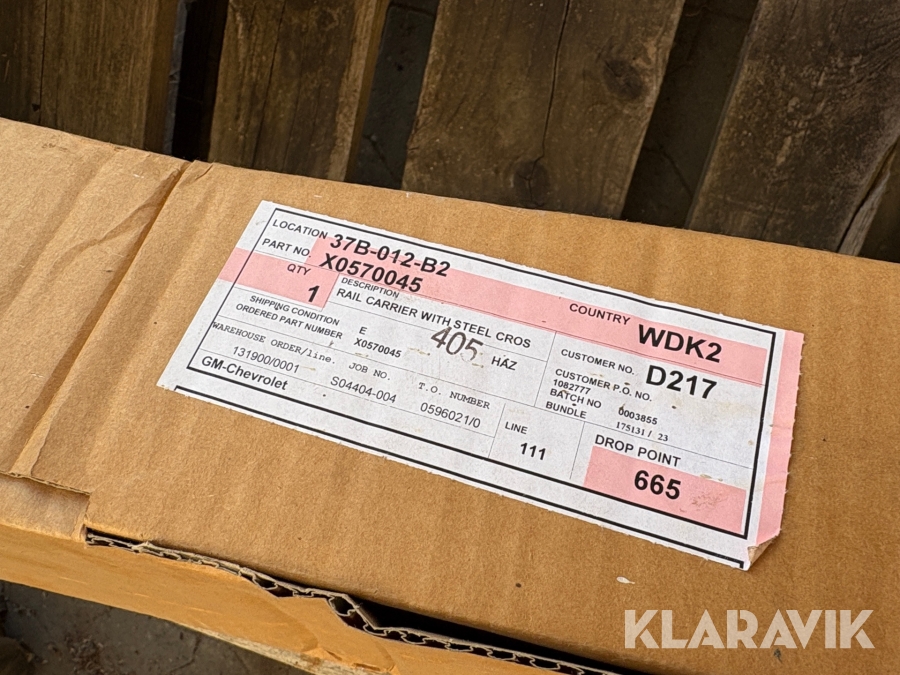 LOCATION 37B-012-B2
PART NO. X0570045
QTY 1
DESCRIPTION
RAIL CARRIER WITH STEEL CROS
COUNTRY WDK2
SHIPPING CONDITION E
ORDERED PART NUMBER X0570045
405 HÁZ
CUSTOMER NO. D217
CUSTOMER P.O. NO.
1082777
BATCH NO 0003855
BUNDLE 175131 / 23
WAREHOUSE ORDER/line. JOB NO. T.O. NUMBER
131900/0001 S04404-004 0596021/0
GM-Chevrolet
LINE
111
DROP POINT
665
KLARAVIK